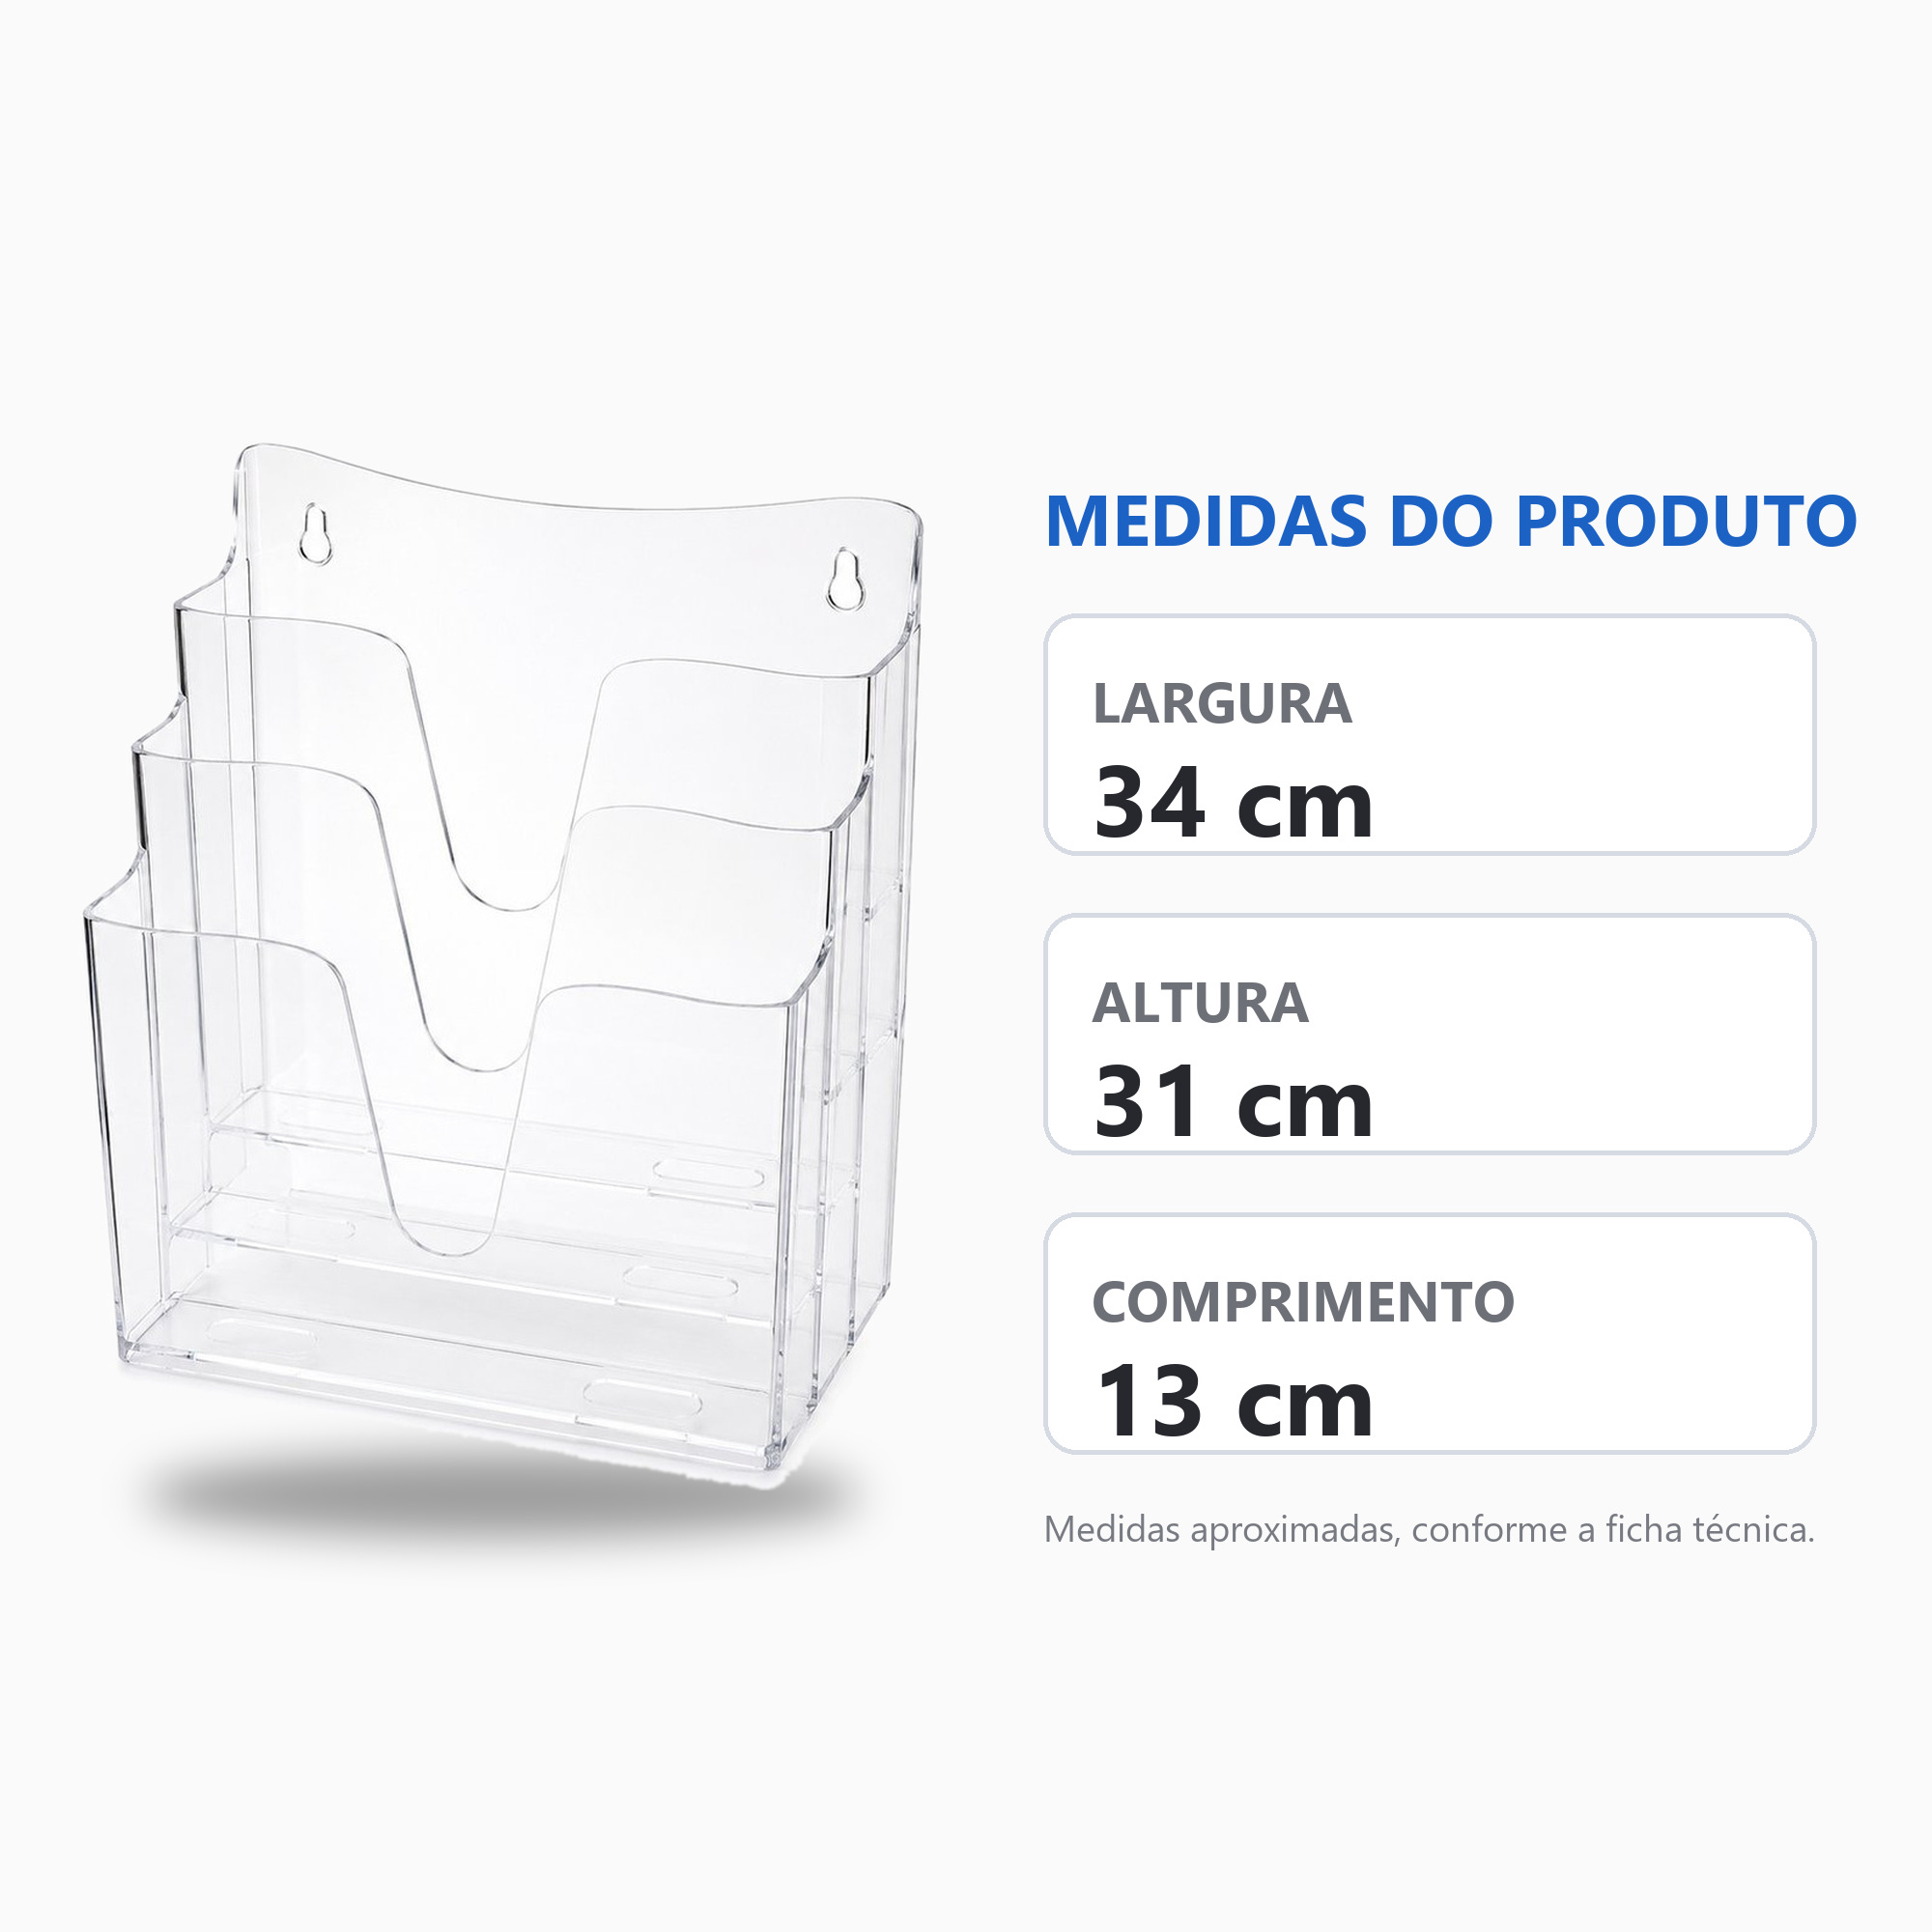 MEDIDAS DO PRODUTO
LARGURA
34 cm
ALTURA
31 cm
COMPRIMENTO
13 cm
Medidas aproximadas, conforme a ficha técnica.